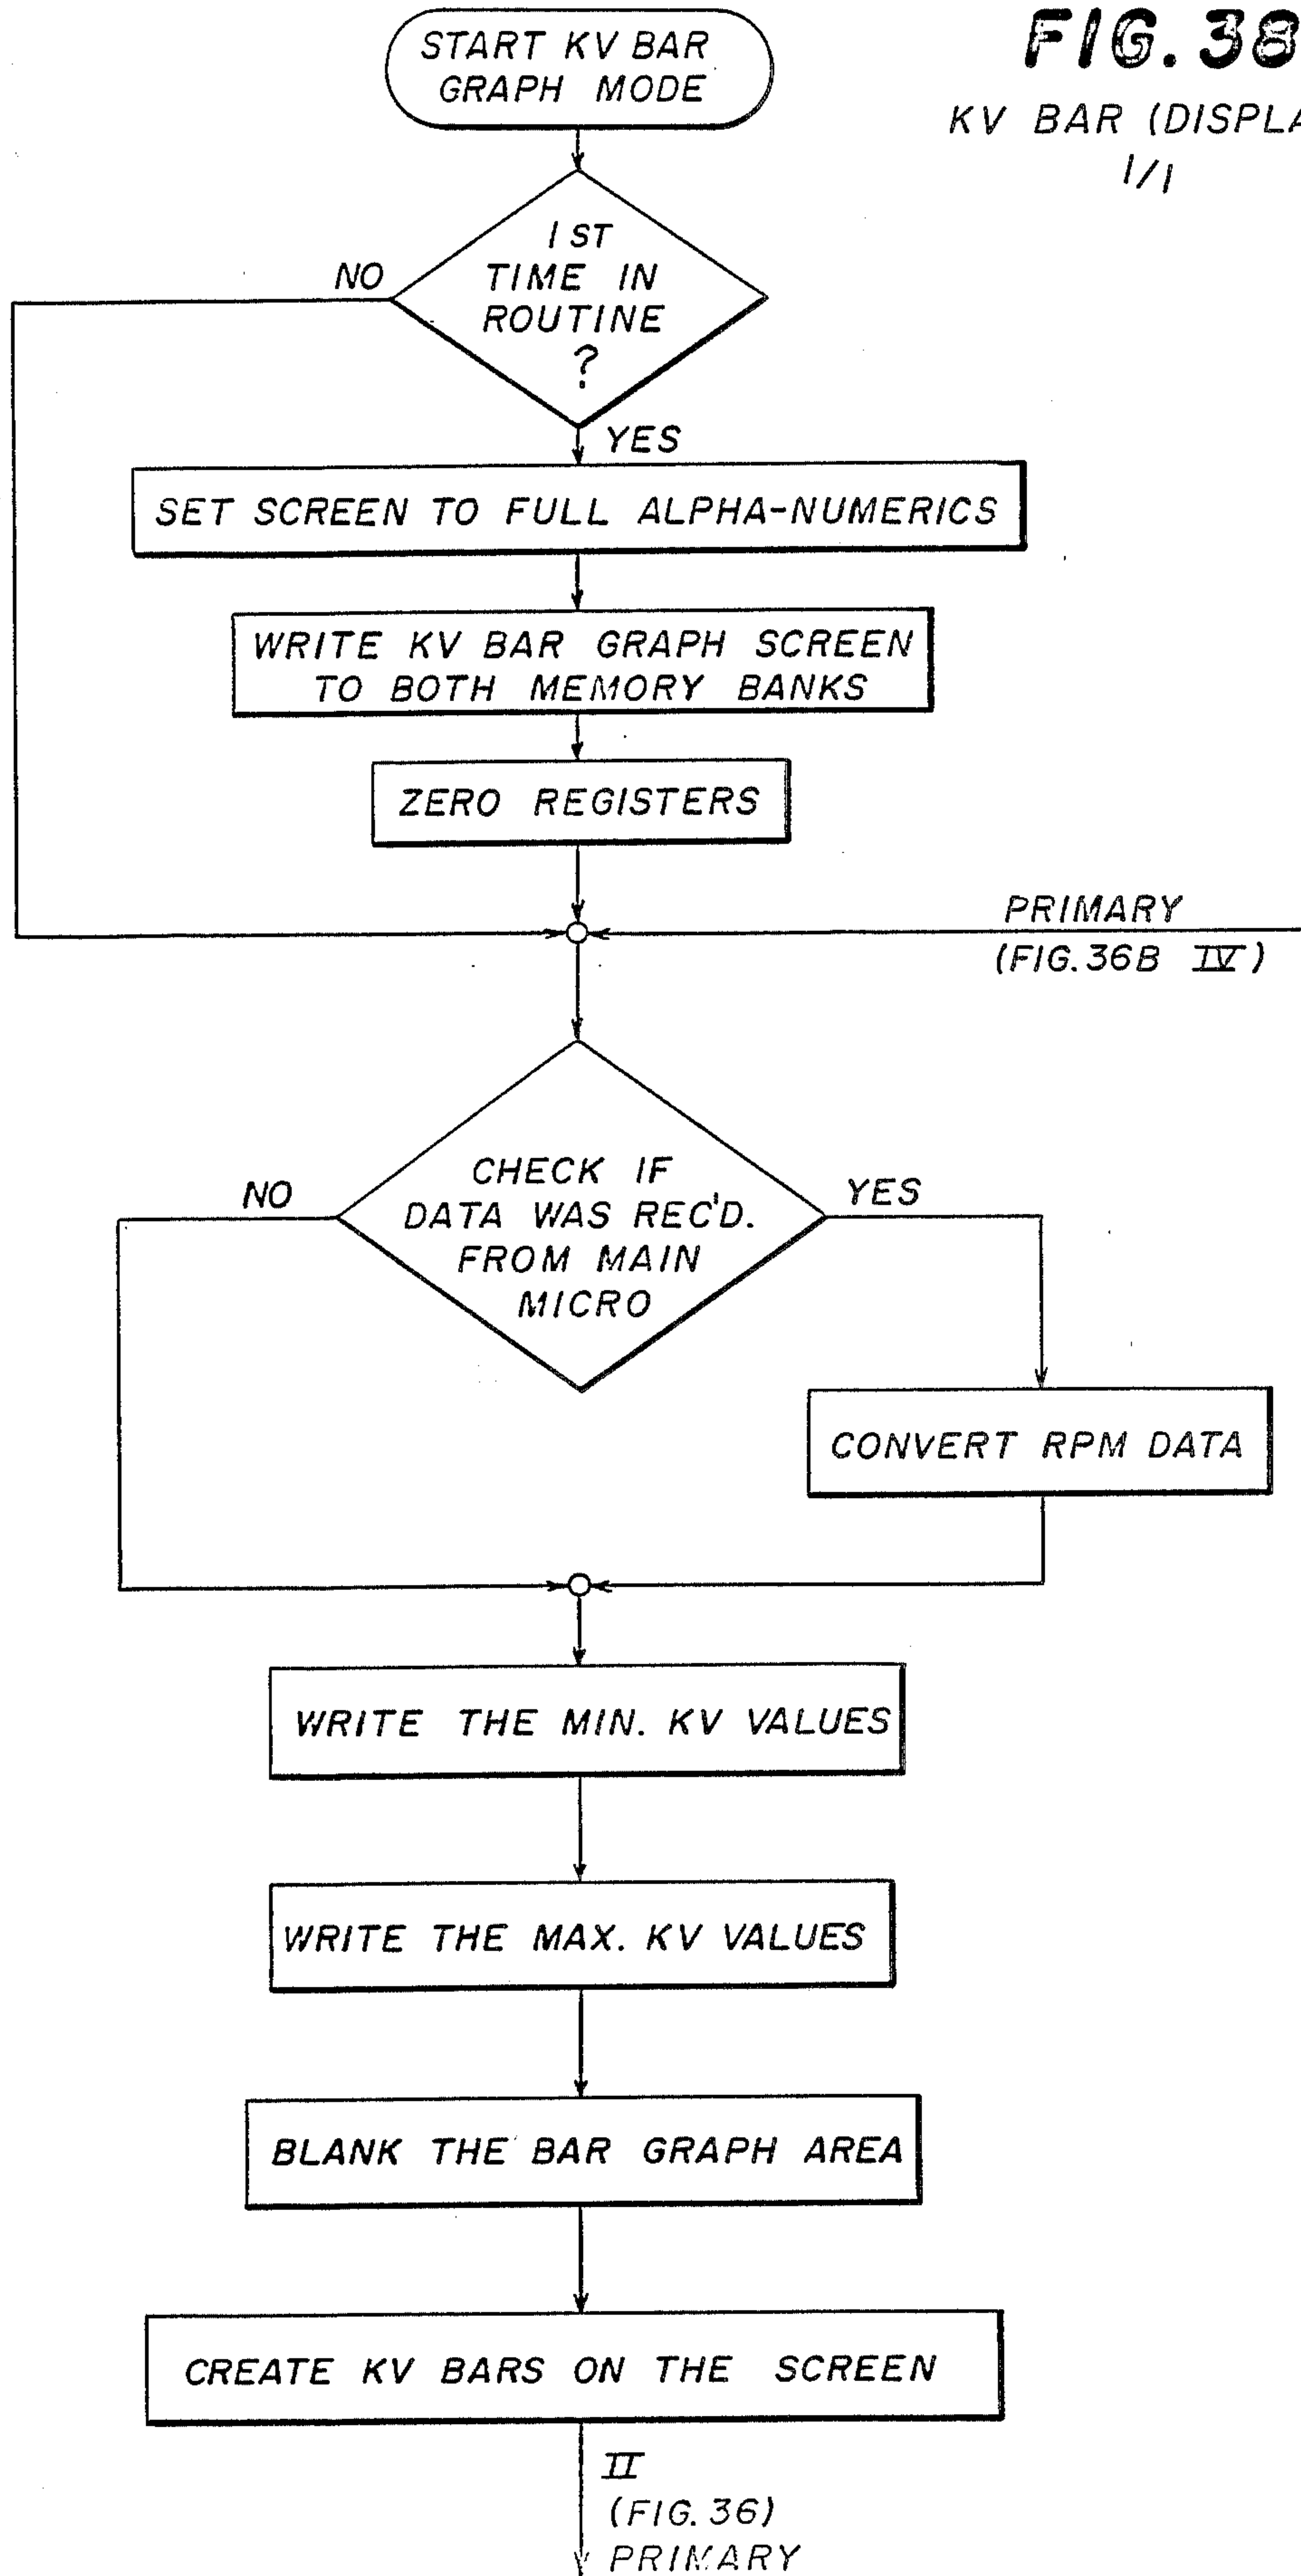 FIG. 38
KV BAR (DISPLA
1/1
START KV BAR
GRAPH MODE
1 ST
TIME IN
ROUTINE
?
NO
YES
SET SCREEN TO FULL ALPHA-NUMERICS
WRITE KV BAR GRAPH SCREEN
TO BOTH MEMORY BANKS
ZERO REGISTERS
PRIMARY
(FIG. 36B IV)
CHECK IF
DATA WAS REC'D.
FROM MAIN
MICRO
NO
YES
CONVERT RPM DATA
WRITE THE MIN. KV VALUES
WRITE THE MAX. KV VALUES
BLANK THE BAR GRAPH AREA
CREATE KV BARS ON THE SCREEN
II
(FIG. 36)
PRIMARY